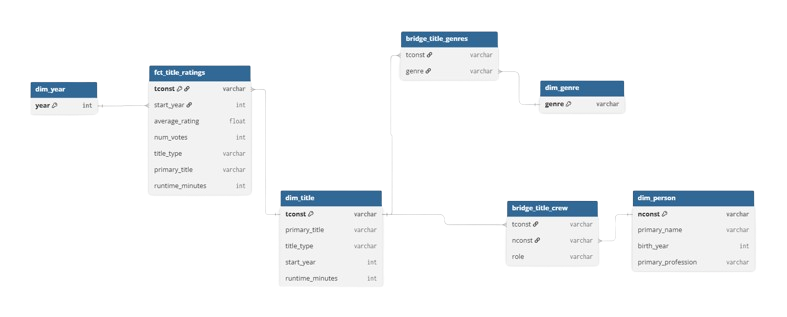 dim_year
year int
fct_title_ratings
tconst varchar
start_year int
average_rating float
num_votes int
title_type varchar
primary_title varchar
runtime_minutes int
dim_title
tconst varchar
primary_title varchar
title_type varchar
start_year int
runtime_minutes int
bridge_title_genres
tconst varchar
genre varchar
dim_genre
genre varchar
bridge_title_crew
tconst varchar
nconst varchar
role varchar
dim_person
nconst varchar
primary_name varchar
birth_year int
primary_profession varchar